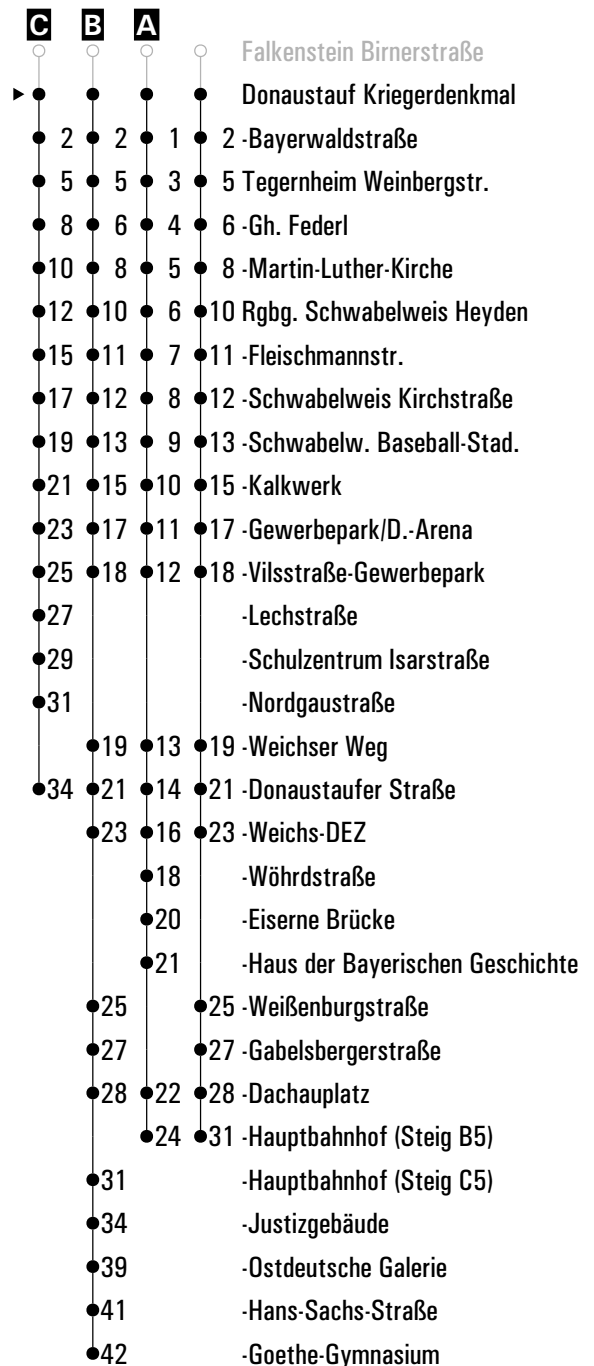 C B A
Falkenstein Birnerstraße
Donaustauf Kriegerdenkmal
2 2 1 2 -Bayerwaldstraße
5 5 3 5 Tegernheim Weinbergstr.
8 6 4 6 -Gh. Federl
10 8 5 8 -Martin-Luther-Kirche
12 10 6 10 Rgbg. Schwabelweis Heyden
15 11 7 11 -Fleischmannstr.
17 12 8 12 -Schwabelweis Kirchstraße
19 13 9 13 -Schwabelw. Baseball-Stad.
21 15 10 15 -Kalkwerk
23 17 11 17 -Gewerbepark/D.-Arena
25 18 12 18 -Vilsstraße-Gewerbepark
27 -Lechstraße
29 -Schulzentrum Isarstraße
31 -Nordgaustraße
19 13 19 -Weichser Weg
34 21 14 21 -Donaustaufer Straße
23 16 23 -Weichs-DEZ
18 -Wöhrdstraße
20 -Eiserne Brücke
21 -Haus der Bayerischen Geschichte
25 25 -Weißenburgstraße
27 27 -Gabelsbergerstraße
28 22 28 -Dachauplatz
24 31 -Hauptbahnhof (Steig B5)
31 -Hauptbahnhof (Steig C5)
34 -Justizgebäude
39 -Ostdeutsche Galerie
41 -Hans-Sachs-Straße
42 -Goethe-Gymnasium